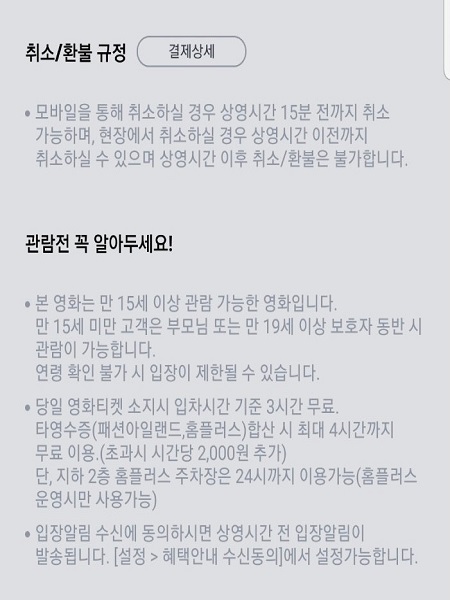 취소/환불 규정 결제상세
• 모바일을 통해 취소하실 경우 상영시간 15분 전까지 취소
가능하며, 현장에서 취소하실 경우 상영시간 이전까지
취소하실 수 있으며 상영시간 이후 취소/환불은 불가합니다.
관람전 꼭 알아두세요!
• 본 영화는 만 15세 이상 관람 가능한 영화입니다.
만 15세 미만 고객은 부모님 또는 만 19세 이상 보호자 동반 시
관람이 가능합니다.
연령 확인 불가 시 입장이 제한될 수 있습니다.
• 당일 영화티켓 소지시 입차시간 기준 3시간 무료.
타영수증(패션아일랜드,홈플러스)합산 시 최대 4시간까지
무료 이용.(초과시 시간당 2,000원 추가)
단, 지하 2층 홈플러스 주차장은 24시까지 이용가능(홈플러스
운영시만 사용가능)
• 입장알림 수신에 동의하시면 상영시간 전 입장알림이
발송됩니다. [설정 > 혜택안내 수신동의]에서 설정가능합니다.